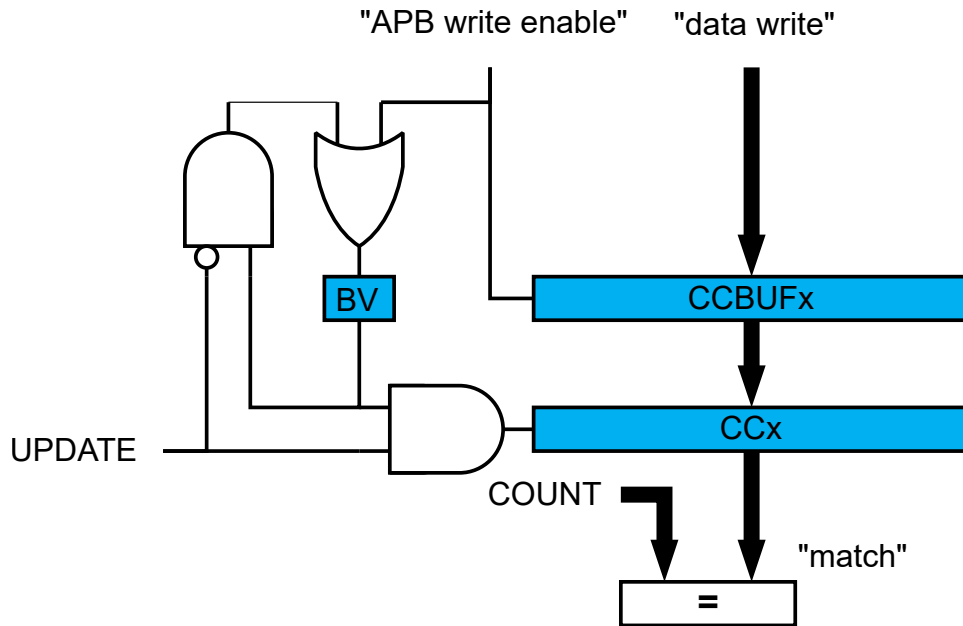 "APB write enable"
"data write"
BV
CCBUFx
UPDATE
CCx
COUNT
"match"
=